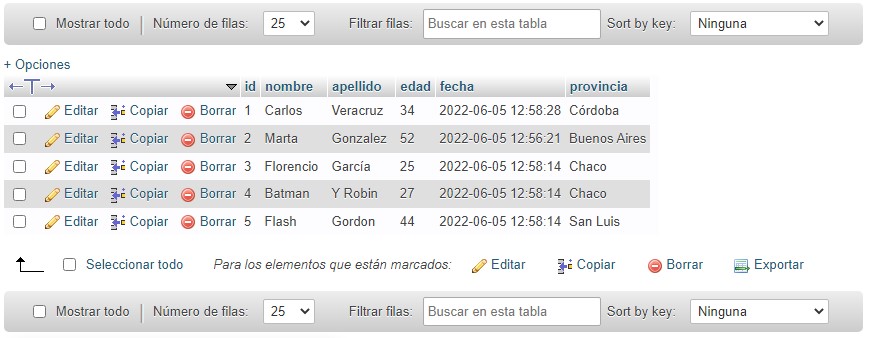 Mostrar todo Número de filas: 25 Filtrar filas: Buscar en esta tabla Sort by key: Ninguna
+ Opciones
id nombre apellido edad fecha provincia
Editar Copiar Borrar 1 Carlos Veracruz 34 2022-06-05 12:58:28 Córdoba
Editar Copiar Borrar 2 Marta Gonzalez 52 2022-06-05 12:56:21 Buenos Aires
Editar Copiar Borrar 3 Florencio García 25 2022-06-05 12:58:14 Chaco
Editar Copiar Borrar 4 Batman Y Robin 27 2022-06-05 12:58:14 Chaco
Editar Copiar Borrar 5 Flash Gordon 44 2022-06-05 12:58:14 San Luis
Seleccionar todo Para los elementos que están marcados: Editar Copiar Borrar Exportar
Mostrar todo Número de filas: 25 Filtrar filas: Buscar en esta tabla Sort by key: Ninguna